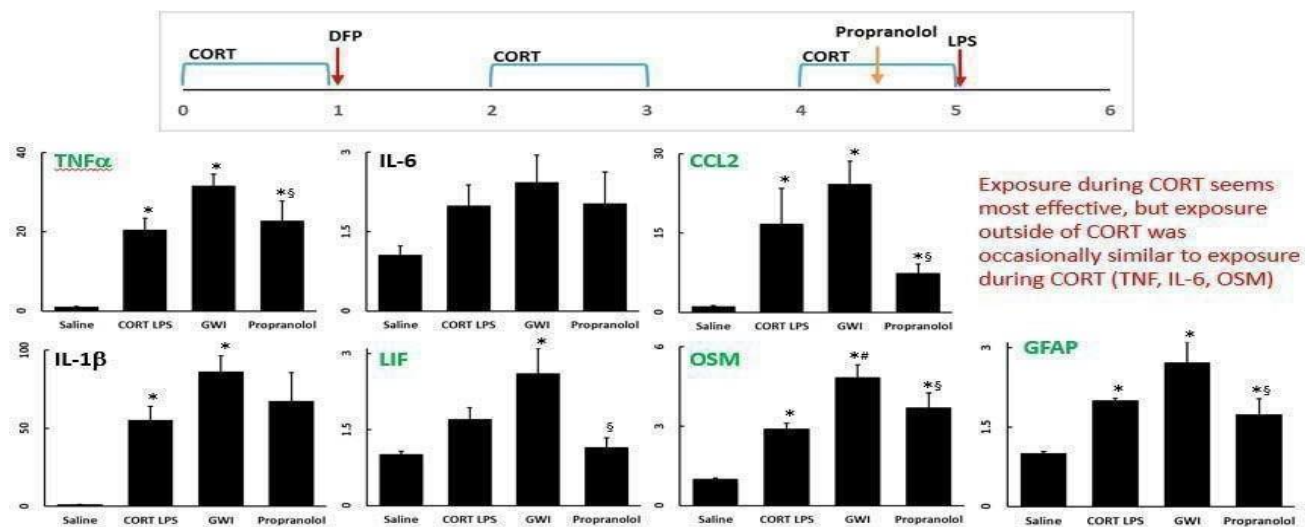 DFP
CORT
CORT
Propranolol
CORT
LPS
0 1 2 3 4 5 6
TNFα
40
20
0
*
*
*§
Saline CORT LPS GWI Propranolol
IL-6
3
1.5
0
Saline CORT LPS GWI Propranolol
CCL2
30
15
0
*
*
*§
Saline CORT LPS GWI Propranolol
Exposure during CORT seems
most effective, but exposure
outside of CORT was
occasionally similar to exposure
during CORT (TNF, IL-6, OSM)
IL-1β
100
50
0
*
*
Saline CORT LPS GWI Propranolol
LIF
3
1.5
0
*
§
Saline CORT LPS GWI Propranolol
OSM
6
3
0
*
*#
*§
Saline CORT LPS GWI Propranolol
GFAP
3
1.5
0
*
*
*§
Saline CORT LPS GWI Propranolol